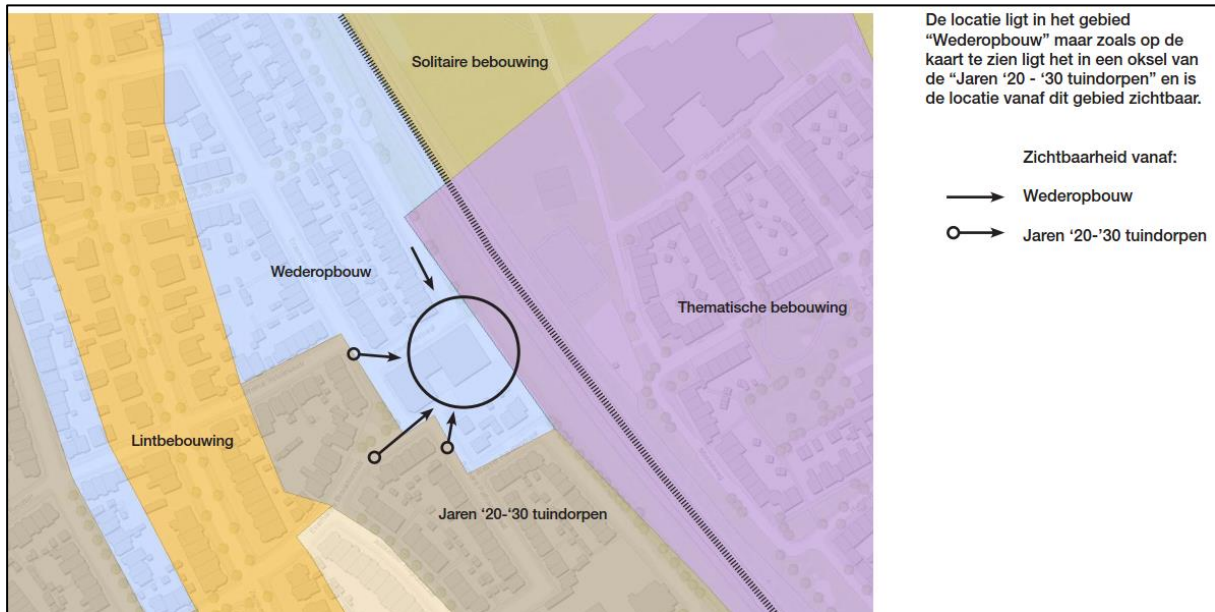 De locatie ligt in het gebied
“Wederopbouw” maar zoals op de
kaart te zien ligt het in een oksel van
de “Jaren ‘20 - ‘30 tuindorpen” en is
de locatie vanaf dit gebied zichtbaar.
Zichtbaarheid vanaf:
Wederopbouw
Jaren ‘20-’30 tuindorpen
Solitaire bebouwing
Wederopbouw
Thematische bebouwing
Lintbebouwing
Jaren ‘20-‘30 tuindorpen